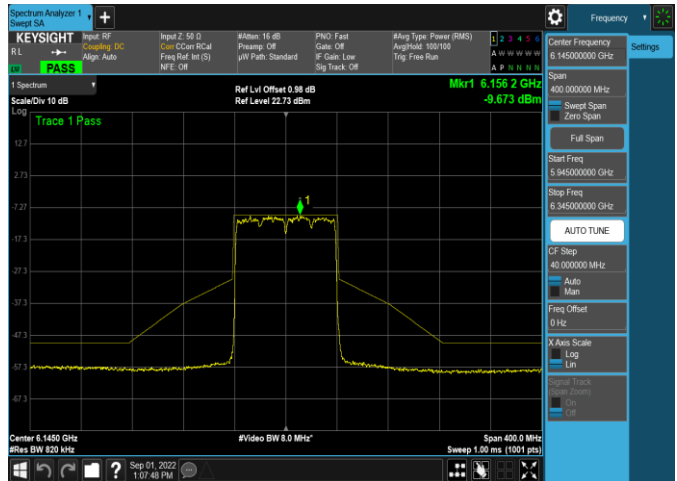 Spectrum Analyzer 1
Swept SA
Frequency
KEYSIGHT
RL
PASS
Input: RF
Coupling: DC
Align: Auto
Input Z: 50 Ω
Corr CCorr RCal
Freq Ref: Int (S)
NFE: Off
#Atten: 16 dB
Preamp: Off
µW Path: Standard
PNO: Fast
Gate: Off
IF Gain: Low
Sig Track: Off
#Avg Type: Power (RMS)
Avg|Hold: 100/100
Trig: Free Run
1 2 3 4 5 6
A W W W W W
A P N N N N
1 Spectrum
Scale/Div 10 dB
Ref Lvl Offset 0.98 dB
Ref Level 22.73 dBm
Mkr1 6.156 2 GHz
-9.673 dBm
Log
Trace 1 Pass
12.7
2.73
-7.27
-17.3
-27.3
-37.3
-47.3
-57.3
-67.3
1
Center 6.1450 GHz
#Res BW 820 kHz
#Video BW 8.0 MHz*
Span 400.0 MHz
Sweep 1.00 ms (1001 pts)
Sep 01, 2022
1:07:48 PM
Center Frequency
6.145000000 GHz
Settings
Span
400.000000 MHz
Swept Span
Zero Span
Full Span
Start Freq
5.945000000 GHz
Stop Freq
6.345000000 GHz
AUTO TUNE
CF Step
40.000000 MHz
Auto
Man
Freq Offset
0 Hz
X Axis Scale
Log
Lin
Signal Track
(Span Zoom)
On
Off